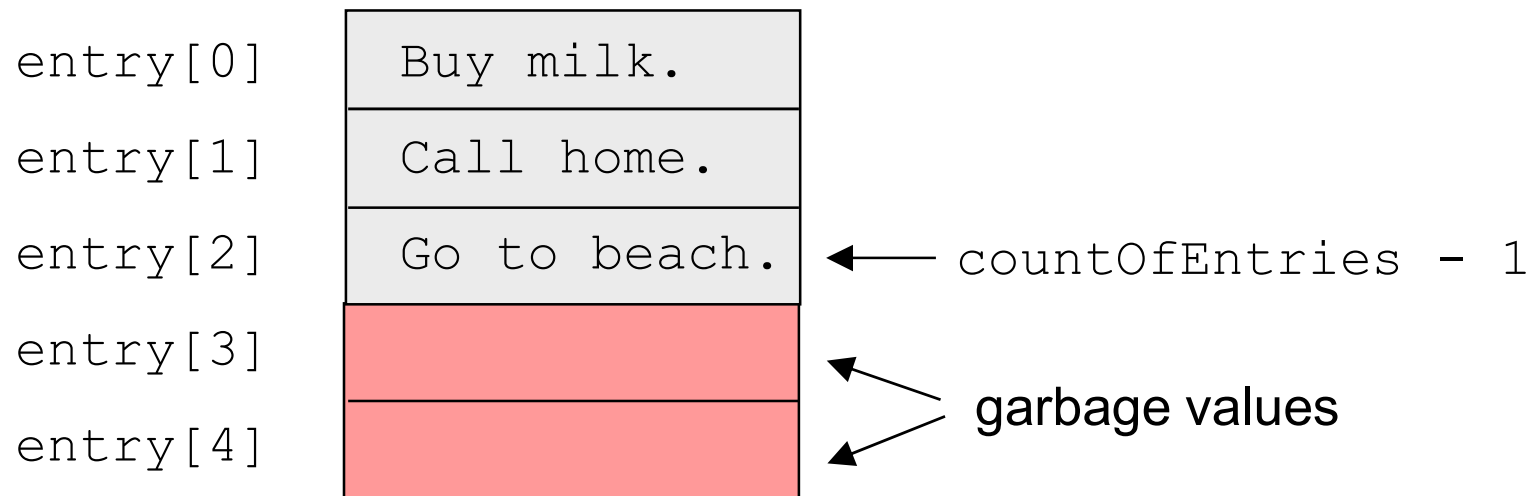 entry[0] Buy milk.
entry[1] Call home.
entry[2] Go to beach. countOfEntries - 1
entry[3]
garbage values
entry[4]